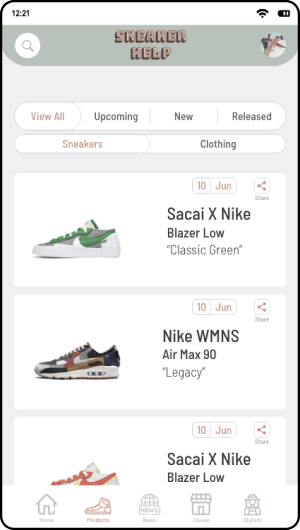 12:21
SNEAKER
HELP
View All Upcoming New Released
Sneakers Clothing
10 Jun
Share
Sacai X Nike
Blazer Low
“Classic Green”
10 Jun
Share
Nike WMNS
Air Max 90
“Legacy”
10 Jun
Share
Sacai X Nike
Blazer Low
NEWS
Home Products News Stores Stylists